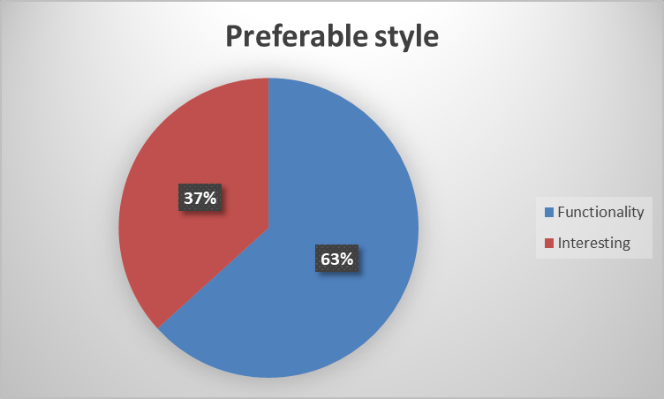 Preferable style
37%
63%
Functionality
Interesting